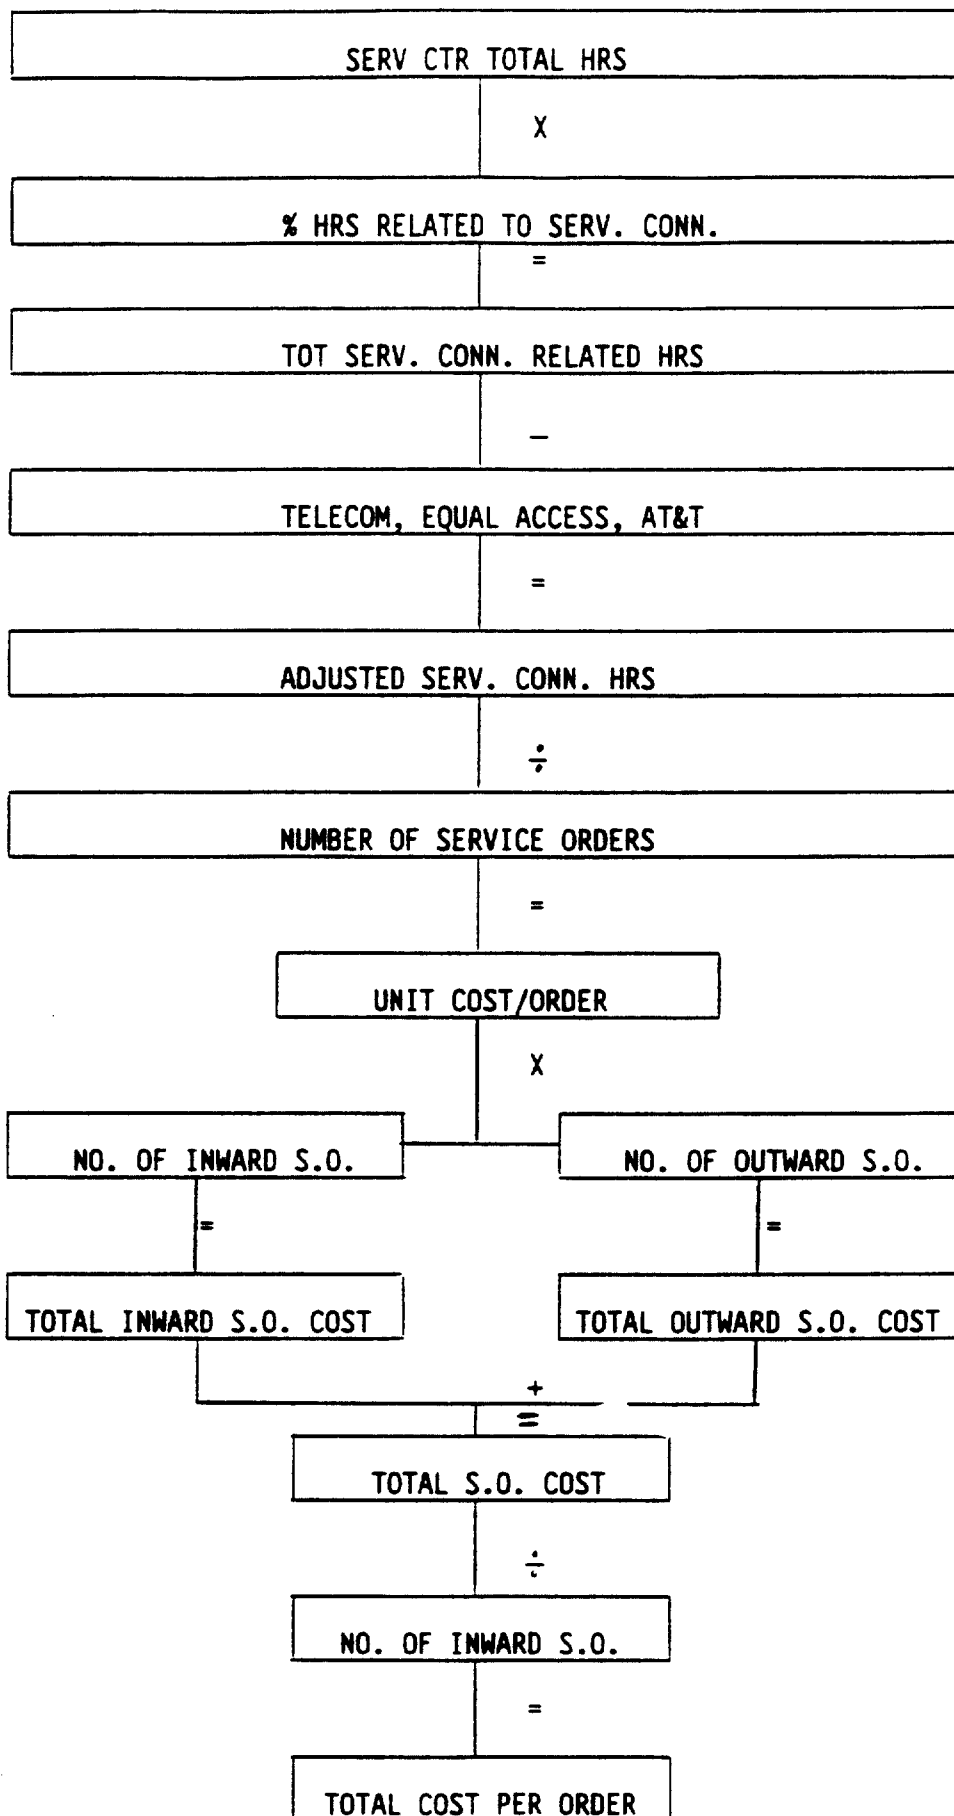 SERV CTR TOTAL HRS
X
% HRS RELATED TO SERV. CONN.
=
TOT SERV. CONN. RELATED HRS
—
TELECOM, EQUAL ACCESS, AT&T
=
ADJUSTED SERV. CONN. HRS
÷
NUMBER OF SERVICE ORDERS
=
UNIT COST/ORDER
X
NO. OF INWARD S.O. NO. OF OUTWARD S.O.
= =
TOTAL INWARD S.O. COST TOTAL OUTWARD S.O. COST
+
=
TOTAL S.O. COST
÷
NO. OF INWARD S.O.
=
TOTAL COST PER ORDER